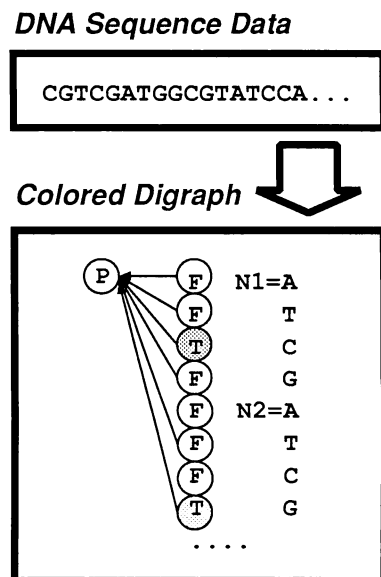 DNA Sequence Data
CGTCGATGGCGTATCCA...
Colored Digraph
P F N1=A
F T
T C
F G
F N2=A
F T
F C
T G
....